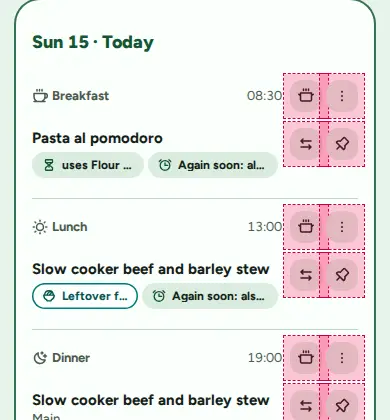 Sun 15 · Today
Breakfast 08:30
Pasta al pomodoro
uses Flour ... Again soon: al...
Lunch 13:00
Slow cooker beef and barley stew
Leftover f... Again soon: als...
Dinner 19:00
Slow cooker beef and barley stew
Main